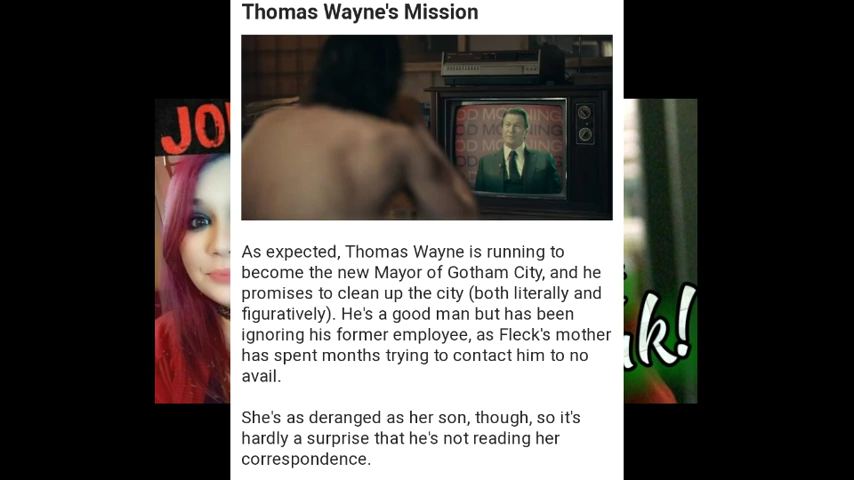 Thomas Wayne's Mission
JO
OD MORNING
As expected, Thomas Wayne is running to
become the new Mayor of Gotham City, and he
promises to clean up the city (both literally and
figuratively). He's a good man but has been
ignoring his former employee, as Fleck's mother
has spent months trying to contact him to no
avail.
She's as deranged as her son, though, so it's
hardly a surprise that he's not reading her
correspondence.
k!